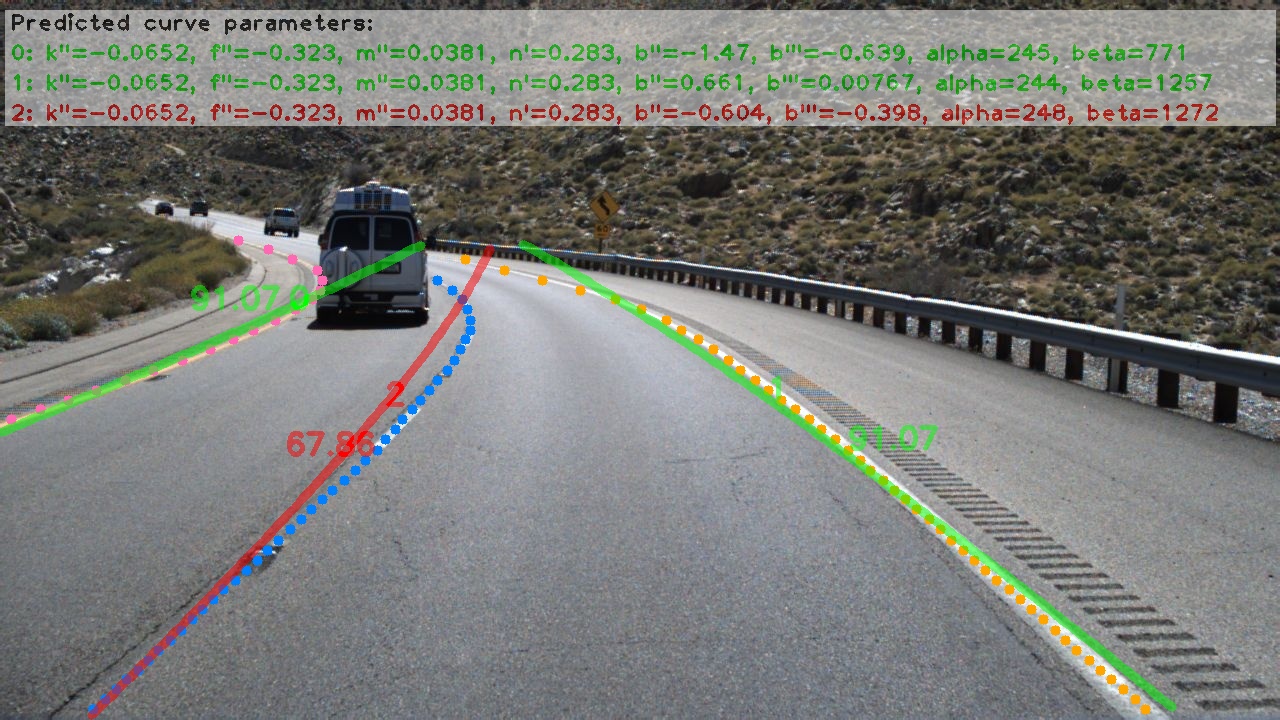 Predicted curve parameters:
0: k''=-0.0652, f''=-0.323, m''=0.0381, n'=0.283, b''=-1.47, b'''=-0.639, alpha=245, beta=771
1: k''=-0.0652, f''=-0.323, m''=0.0381, n'=0.283, b''=0.661, b'''=0.00767, alpha=244, beta=1257
2: k''=-0.0652, f''=-0.323, m''=0.0381, n'=0.283, b''=-0.604, b'''=-0.398, alpha=248, beta=1272
91.07 0
2
1
67.86
91.07